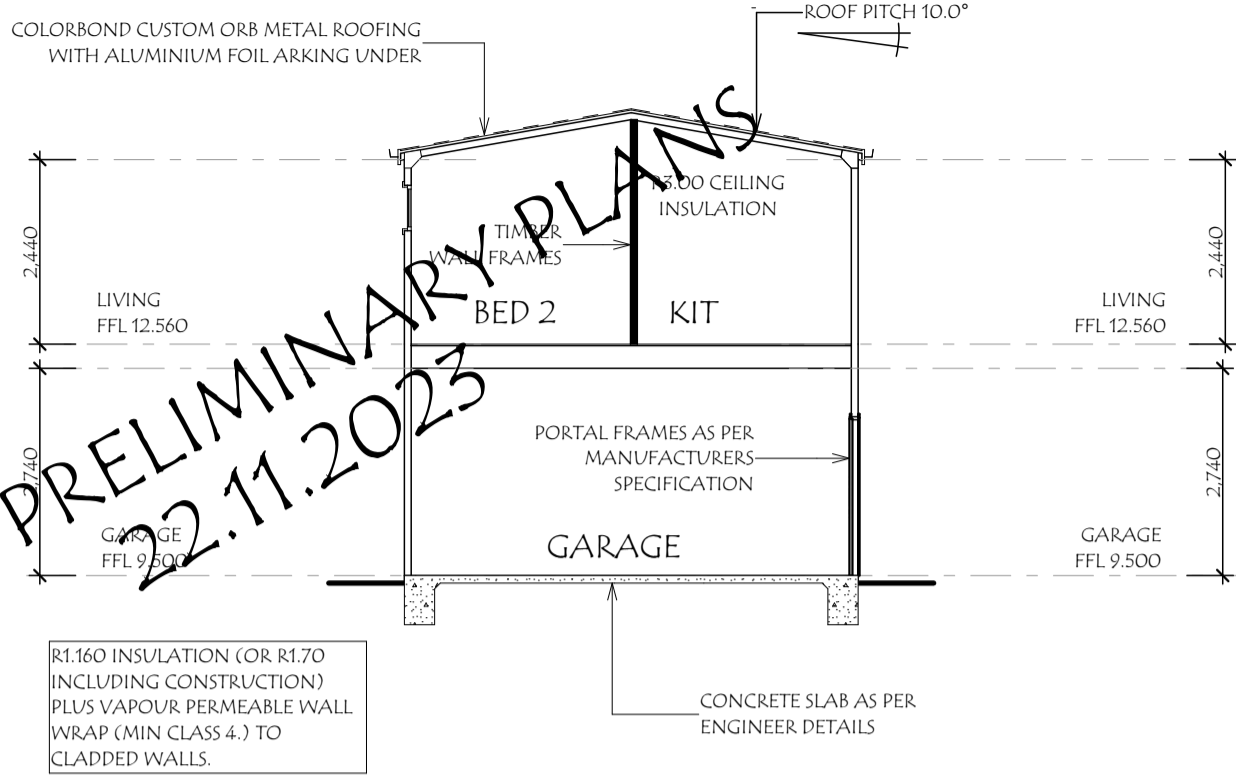 COLORBOND CUSTOM ORB METAL ROOFING
WITH ALUMINIUM FOIL ARKING UNDER
ROOF PITCH 10.0°
R3.00 CEILING
INSULATION
TIMBER
WALL FRAMES
2,440
2,440
LIVING
FFL 12.560
BED 2
KIT
LIVING
FFL 12.560
PRELIMINARY PLANS
22.11.2023
PORTAL FRAMES AS PER
MANUFACTURERS
SPECIFICATION
2,740
2,740
GARAGE
FFL 9.500
GARAGE
GARAGE
FFL 9.500
R1.160 INSULATION (OR R1.70
INCLUDING CONSTRUCTION)
PLUS VAPOUR PERMEABLE WALL
WRAP (MIN CLASS 4.) TO
CLADDED WALLS.
CONCRETE SLAB AS PER
ENGINEER DETAILS